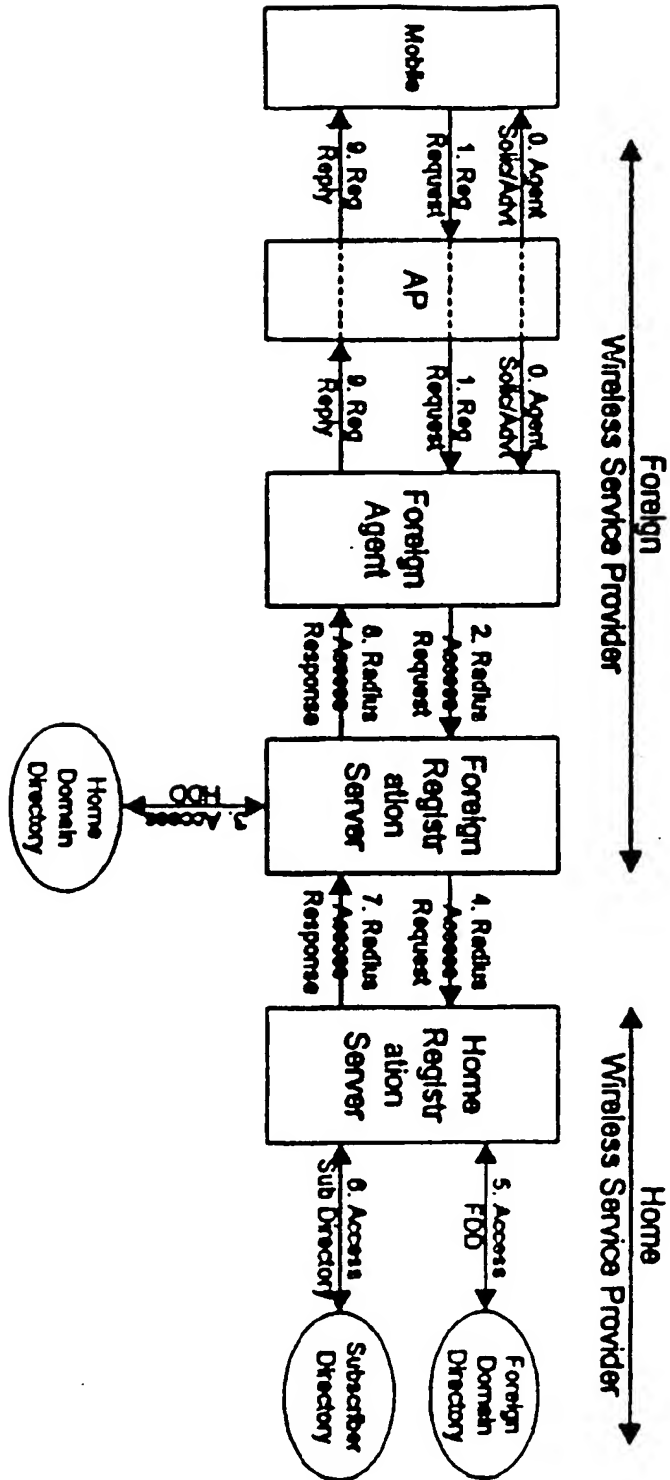 Foreign
Wireless Service Provider
Home
Wireless Service Provider
Mobile
0. Agent
Solic/Advt
1. Reg
Request
9. Reg
Reply
AP
0. Agent
Solic/Advt
1. Reg
Request
9. Reg
Reply
Foreign
Agent
2. Radius
Access
Request
8. Radius
Access
Response
Foreign
Registr
ation
Server
3. Access
HDD
Home
Domain
Directory
4. Radius
Access
Request
7. Radius
Access
Response
Home
Registr
ation
Server
5. Access
FDD
6. Access
Sub Directory
Foreign
Domain
Directory
Subscriber
Directory